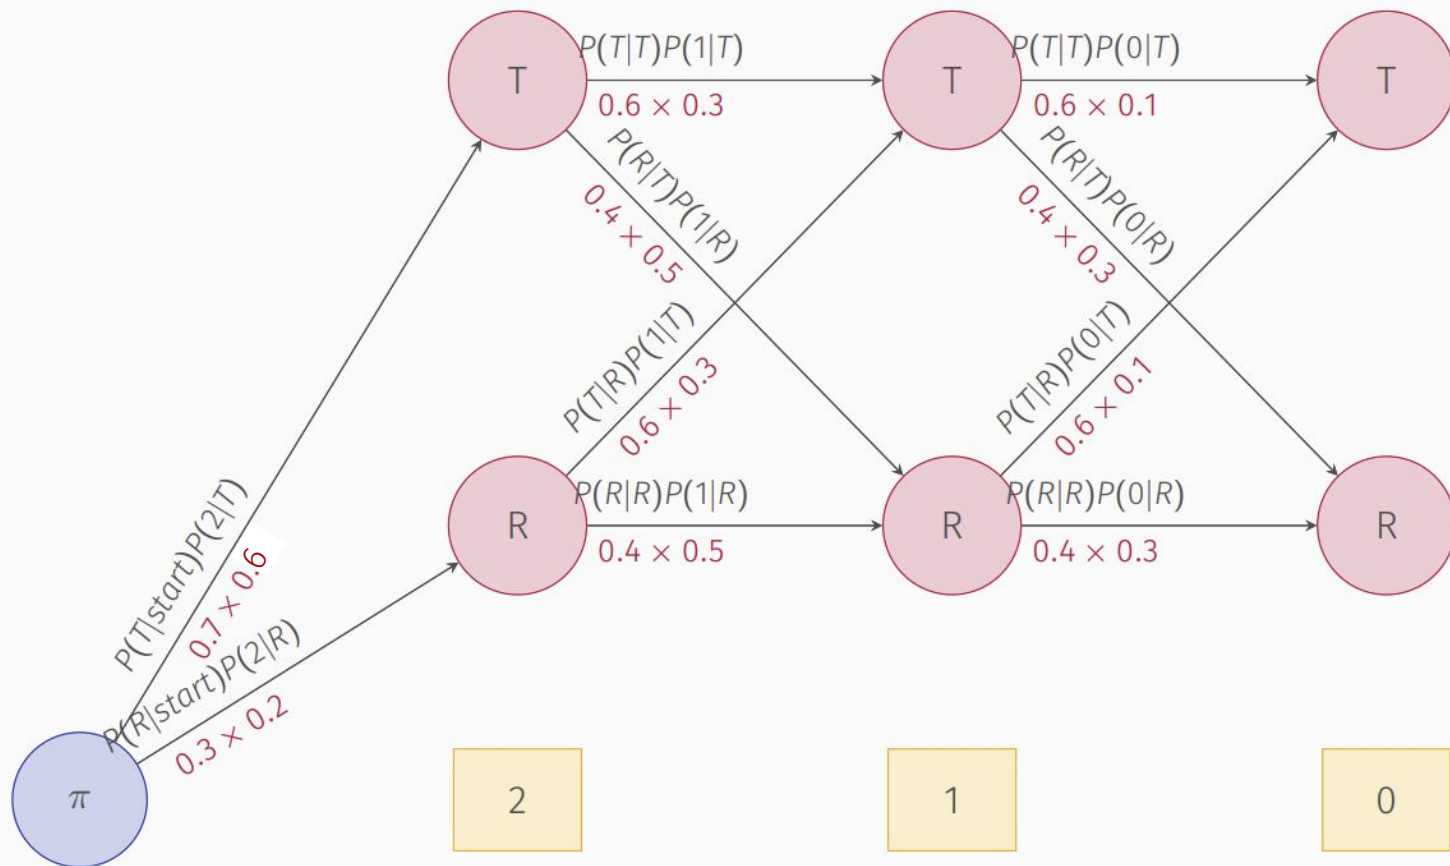 T
P(T|T)P(1|T)
0.6 × 0.3
T
P(T|T)P(0|T)
0.6 × 0.1
T
P(R|T)P(1|R)
0.4 × 0.5
P(R|T)P(0|R)
0.4 × 0.3
P(T|R)P(1|T)
0.6 × 0.3
P(T|R)P(0|T)
0.6 × 0.1
R
P(R|R)P(1|R)
0.4 × 0.5
R
P(R|R)P(0|R)
0.4 × 0.3
R
P(T|start)P(2|T)
0.7 × 0.6
P(R|start)P(2|R)
0.3 × 0.2
π
2
1
0